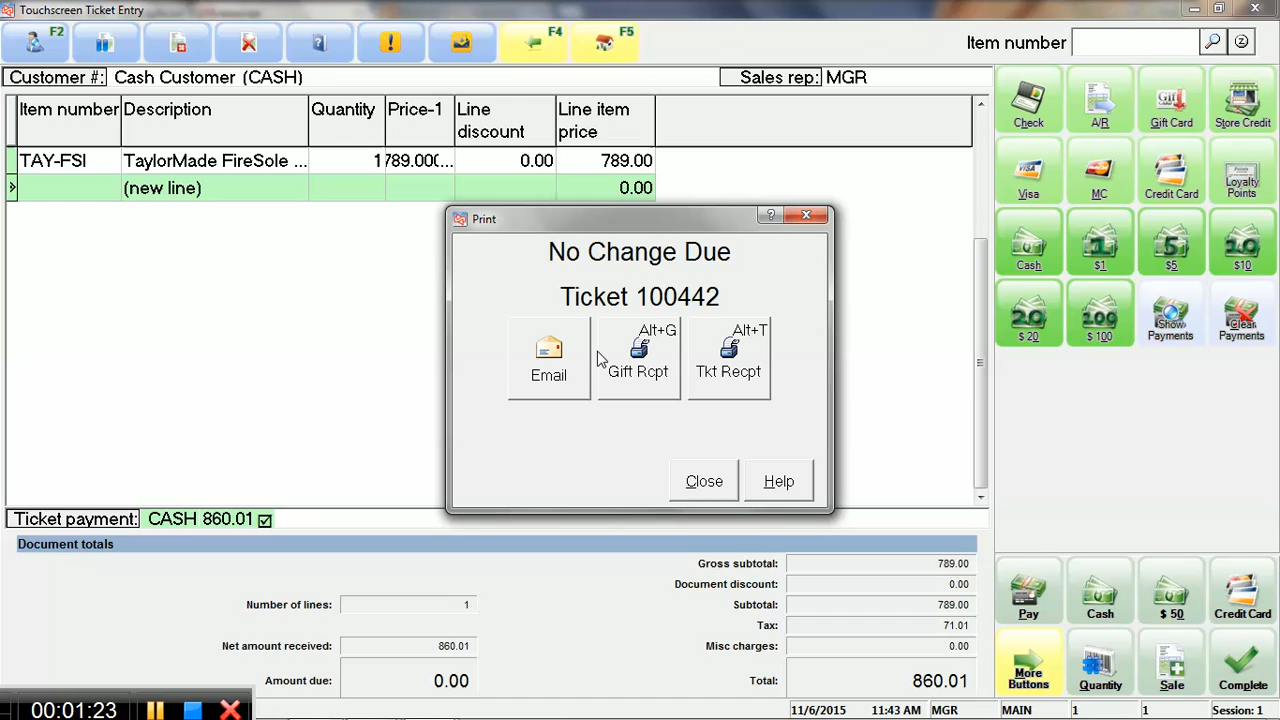 Touchscreen Ticket Entry
F2
F4
F5
Item number
Customer #: Cash Customer (CASH)
Sales rep: MGR
Item number Description Quantity Price-1 Line discount Line item price
TAY-FSI TaylorMade FireSole ... 1 789.000... 0.00 789.00
(new line) 0.00
Print
No Change Due
Ticket 100442
Email
Alt+G
Gift Rcpt
Alt+T
Tkt Recpt
Close
Help
Check
A/R
Gift Card
Store Credit
Visa
MC
Credit Card
Loyalty Points
Cash
$1
$5
$10
$ 20
$ 100
Show Payments
Clear Payments
Ticket payment: CASH 860.01
Document totals
Gross subtotal: 789.00
Document discount: 0.00
Number of lines: 1
Subtotal: 789.00
Tax: 71.01
Net amount received: 860.01
Misc charges: 0.00
Amount due: 0.00
Total: 860.01
Pay
Cash
$ 50
Credit Card
More Buttons
Quantity
Sale
Complete
00:01:23
11/6/2015 11:43 AM MGR MAIN 1 1 Session: 1